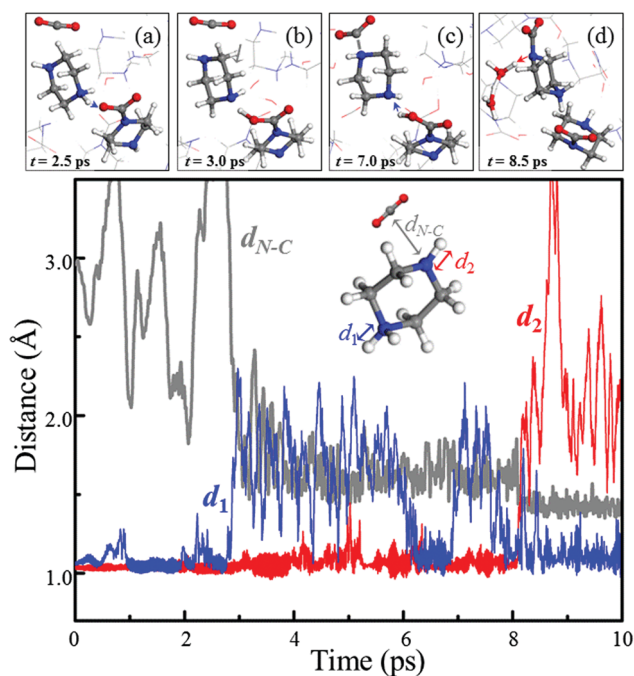 (a)
(b)
(c)
(d)
t = 2.5 ps
t = 3.0 ps
t = 7.0 ps
t = 8.5 ps
3.0
2.0
1.0
Distance (Å)
d_N-C
d_N-C
d_2
d_1
d_2
d_1
0
2
4
6
8
10
Time (ps)